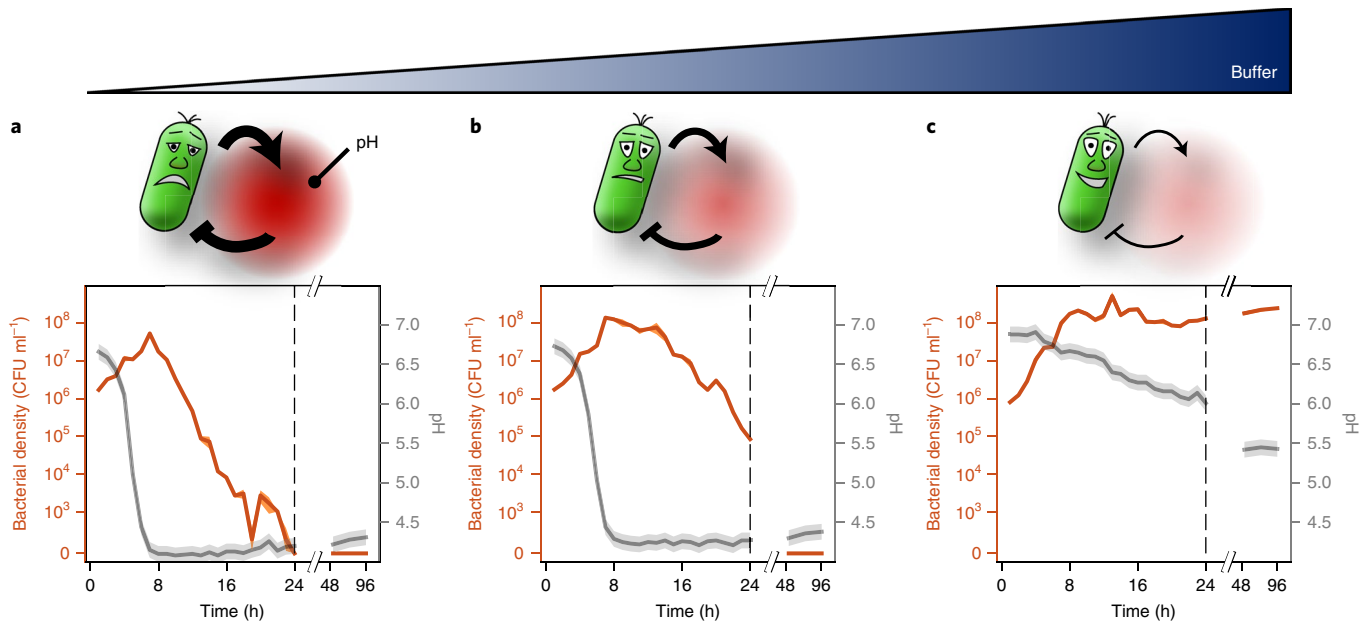 Buffer
a
pH
b
c
Bacterial density (CFU ml⁻¹)
10⁸
10⁷
10⁶
10⁵
10⁴
10³
0
7.0
6.5
6.0
5.5
5.0
4.5
pH
0 8 16 24 48 96
Time (h)
Bacterial density (CFU ml⁻¹)
10⁸
10⁷
10⁶
10⁵
10⁴
10³
0
7.0
6.5
6.0
5.5
5.0
4.5
pH
0 8 16 24 48 96
Time (h)
Bacterial density (CFU ml⁻¹)
10⁸
10⁷
10⁶
10⁵
10⁴
10³
0
7.0
6.5
6.0
5.5
5.0
4.5
pH
0 8 16 24 48 96
Time (h)